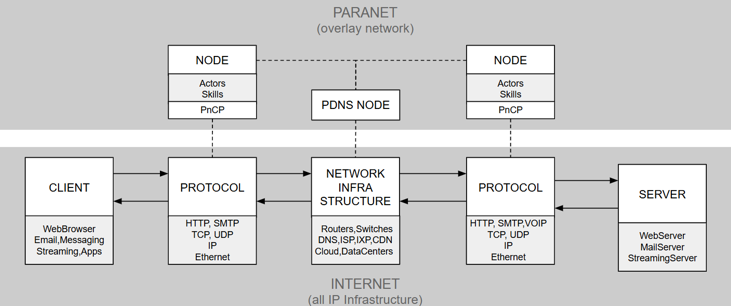 PARANET
(overlay network)
NODE
Actors
Skills
PnCP
PDNS NODE
NODE
Actors
Skills
PnCP
CLIENT
WebBrowser
Email,Messaging
Streaming,Apps
PROTOCOL
HTTP, SMTP
TCP, UDP
IP
Ethernet
NETWORK
INFRA
STRUCTURE
Routers,Switches
DNS,ISP,IXP,CDN
Cloud,DataCenters
PROTOCOL
HTTP, SMTP,VOIP
TCP, UDP
IP
Ethernet
SERVER
WebServer
MailServer
StreamingServer
INTERNET
(all IP Infrastructure)